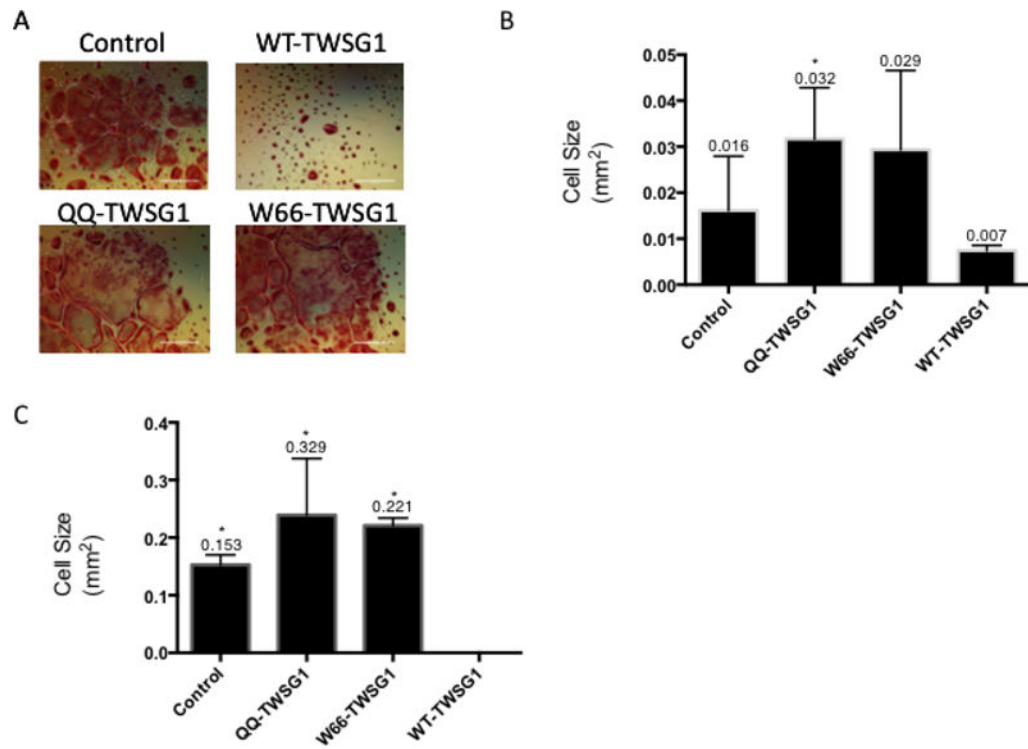 A
Control
WT-TWSG1
QQ-TWSG1
W66-TWSG1
B
Cell Size
(mm²)
0.05
0.04
0.03
0.02
0.01
0.00
0.016
*
0.032
0.029
0.007
Control
QQ-TWSG1
W66-TWSG1
WT-TWSG1
C
Cell Size
(mm²)
0.4
0.3
0.2
0.1
0.0
*
0.153
*
0.329
*
0.221
Control
QQ-TWSG1
W66-TWSG1
WT-TWSG1